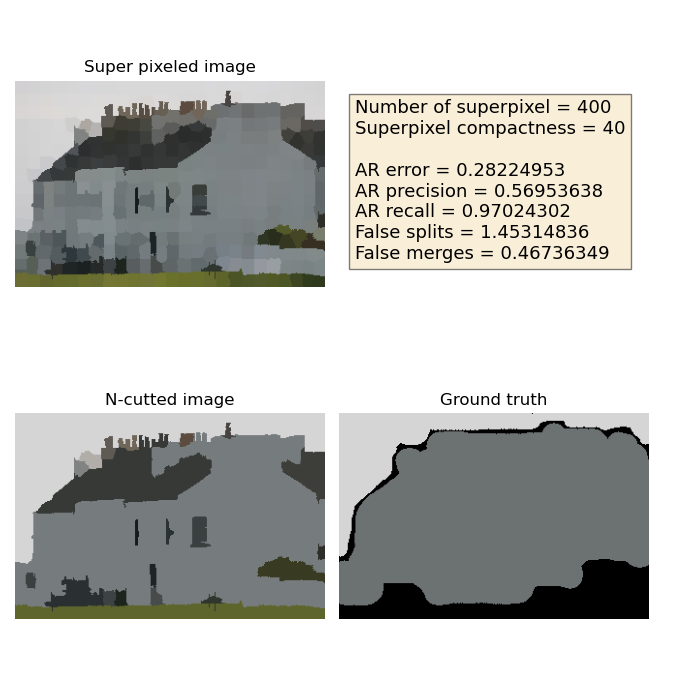 Super pixeled image
Number of superpixel = 400
Superpixel compactness = 40
AR error = 0.28224953
AR precision = 0.56953638
AR recall = 0.97024302
False splits = 1.45314836
False merges = 0.46736349
N-cutted image
Ground truth